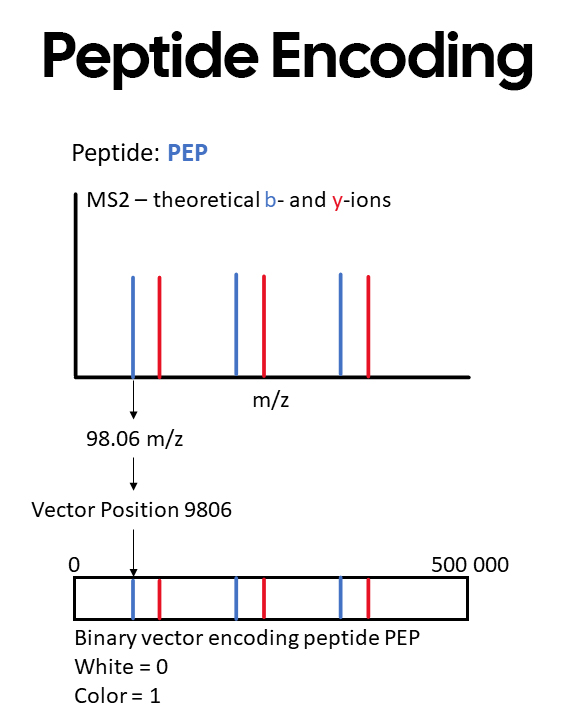 Peptide Encoding
Peptide: PEP
MS2 – theoretical b- and y-ions
m/z
98.06 m/z
Vector Position 9806
0 500 000
Binary vector encoding peptide PEP
White = 0
Color = 1